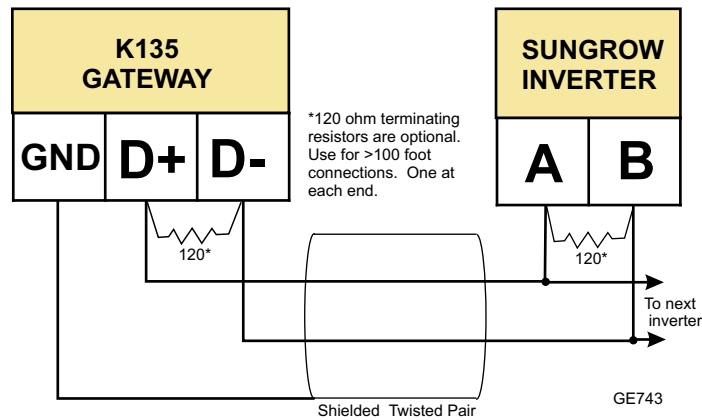 K135
GATEWAY
GND D+ D-
*120 ohm terminating
resistors are optional.
Use for >100 foot
connections. One at
each end.
SUNGROW
INVERTER
A B
120*
120*
To next
inverter
Shielded Twisted Pair
GE743